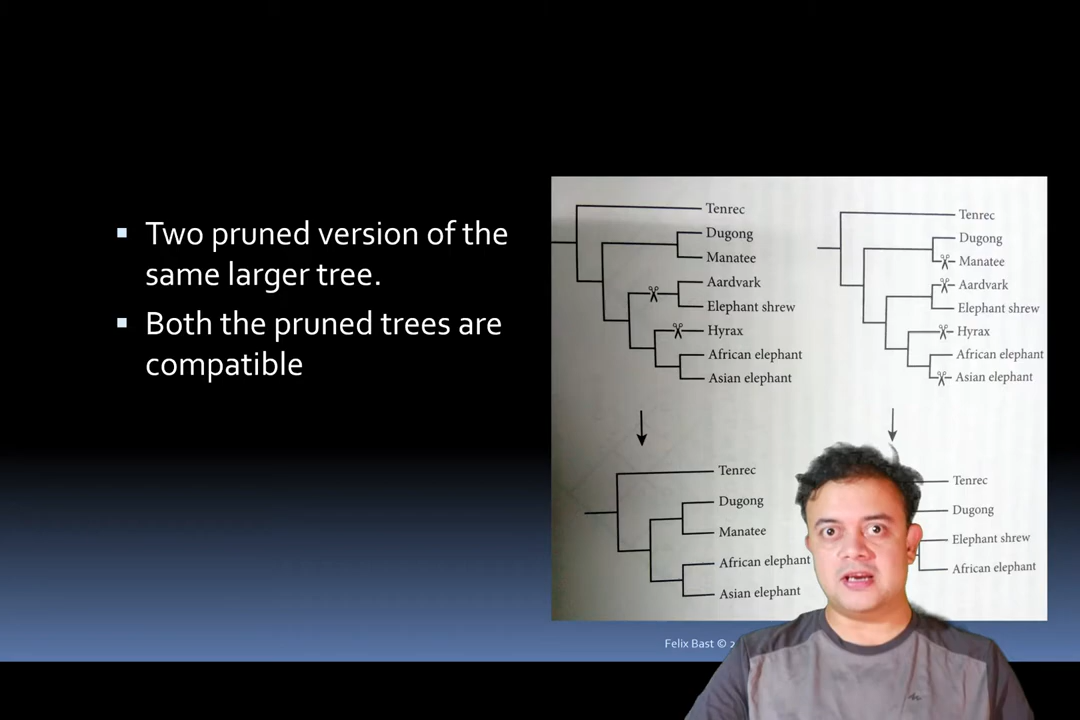 Two pruned version of the
same larger tree.
Both the pruned trees are
compatible
Tenrec
Dugong
Manatee
Aardvark
Elephant shrew
Hyrax
African elephant
Asian elephant
Tenrec
Dugong
Manatee
Aardvark
Elephant shrew
Hyrax
African elephant
Asian elephant
Tenrec
Dugong
Manatee
African elephant
Asian elephant
Tenrec
Dugong
Elephant shrew
African elephant
Felix Bast ©